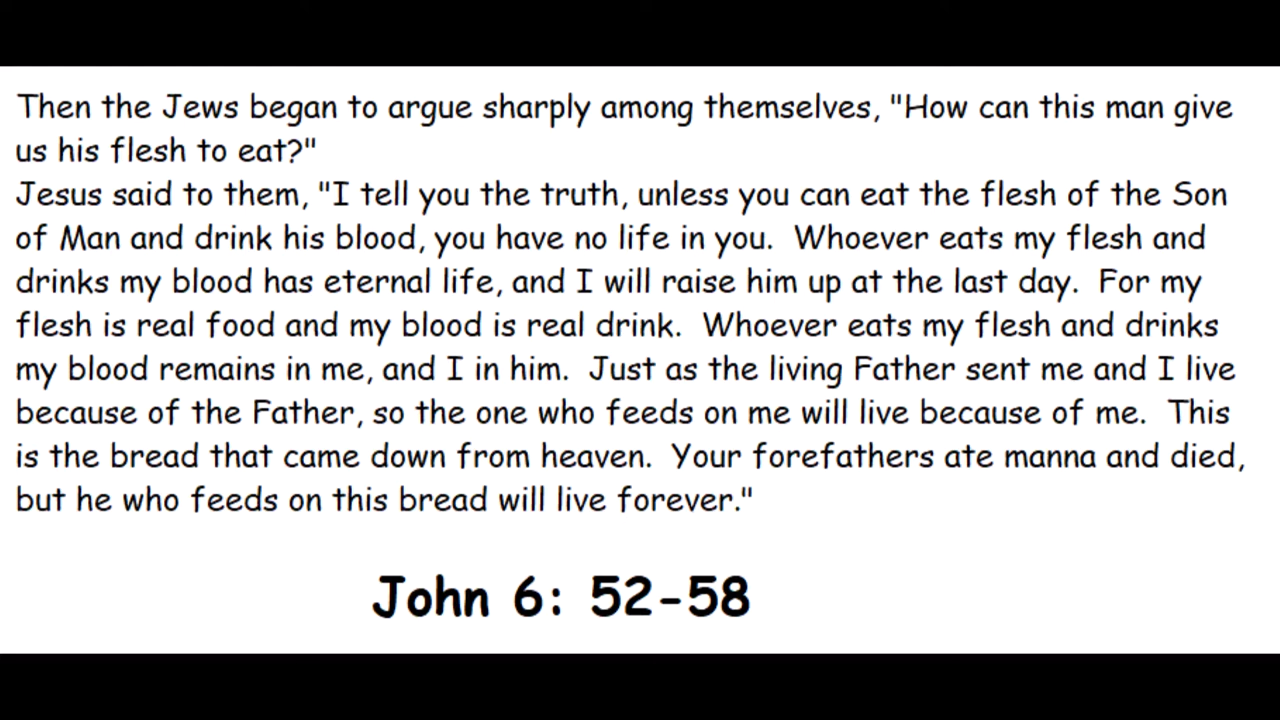 Then the Jews began to argue sharply among themselves, "How can this man give
us his flesh to eat?"
Jesus said to them, "I tell you the truth, unless you can eat the flesh of the Son
of Man and drink his blood, you have no life in you.  Whoever eats my flesh and
drinks my blood has eternal life, and I will raise him up at the last day.  For my
flesh is real food and my blood is real drink.  Whoever eats my flesh and drinks
my blood remains in me, and I in him.  Just as the living Father sent me and I live
because of the Father, so the one who feeds on me will live because of me.  This
is the bread that came down from heaven.  Your forefathers ate manna and died,
but he who feeds on this bread will live forever."
John 6: 52-58